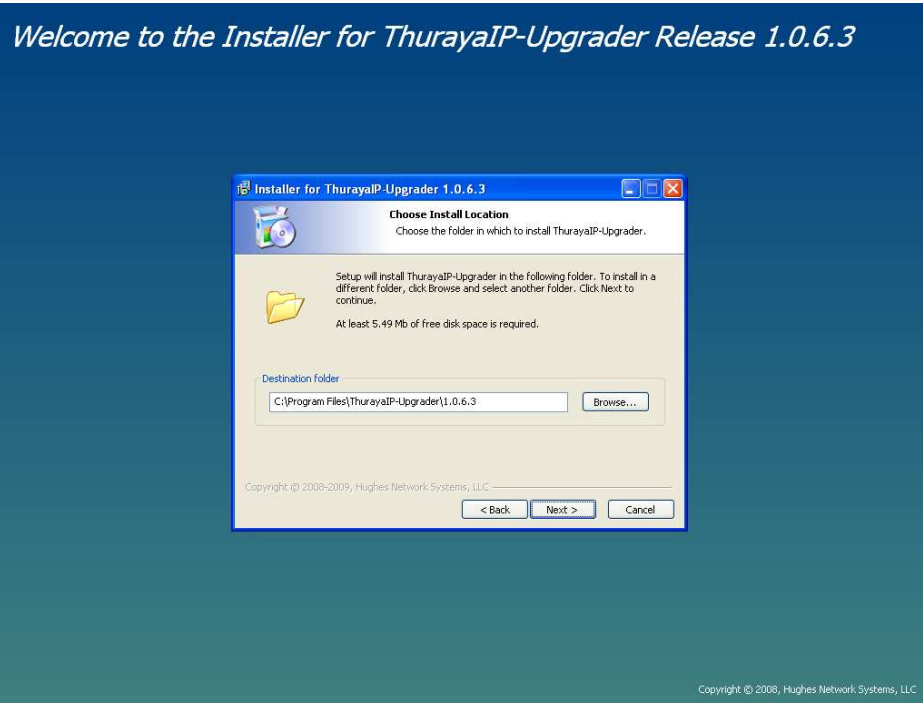 Welcome to the Installer for ThurayaIP-Upgrader Release 1.0.6.3
Installer for ThurayaIP-Upgrader 1.0.6.3
Choose Install Location
Choose the folder in which to install ThurayaIP-Upgrader.
Setup will install ThurayaIP-Upgrader in the following folder. To install in a
different folder, click Browse and select another folder. Click Next to
continue.
At least 5.49 Mb of free disk space is required.
Destination folder
C:\Program Files\ThurayaIP-Upgrader\1.0.6.3
Browse...
Copyright © 2008-2009, Hughes Network Systems, LLC
< Back
Next >
Cancel
Copyright © 2008, Hughes Network Systems, LLC